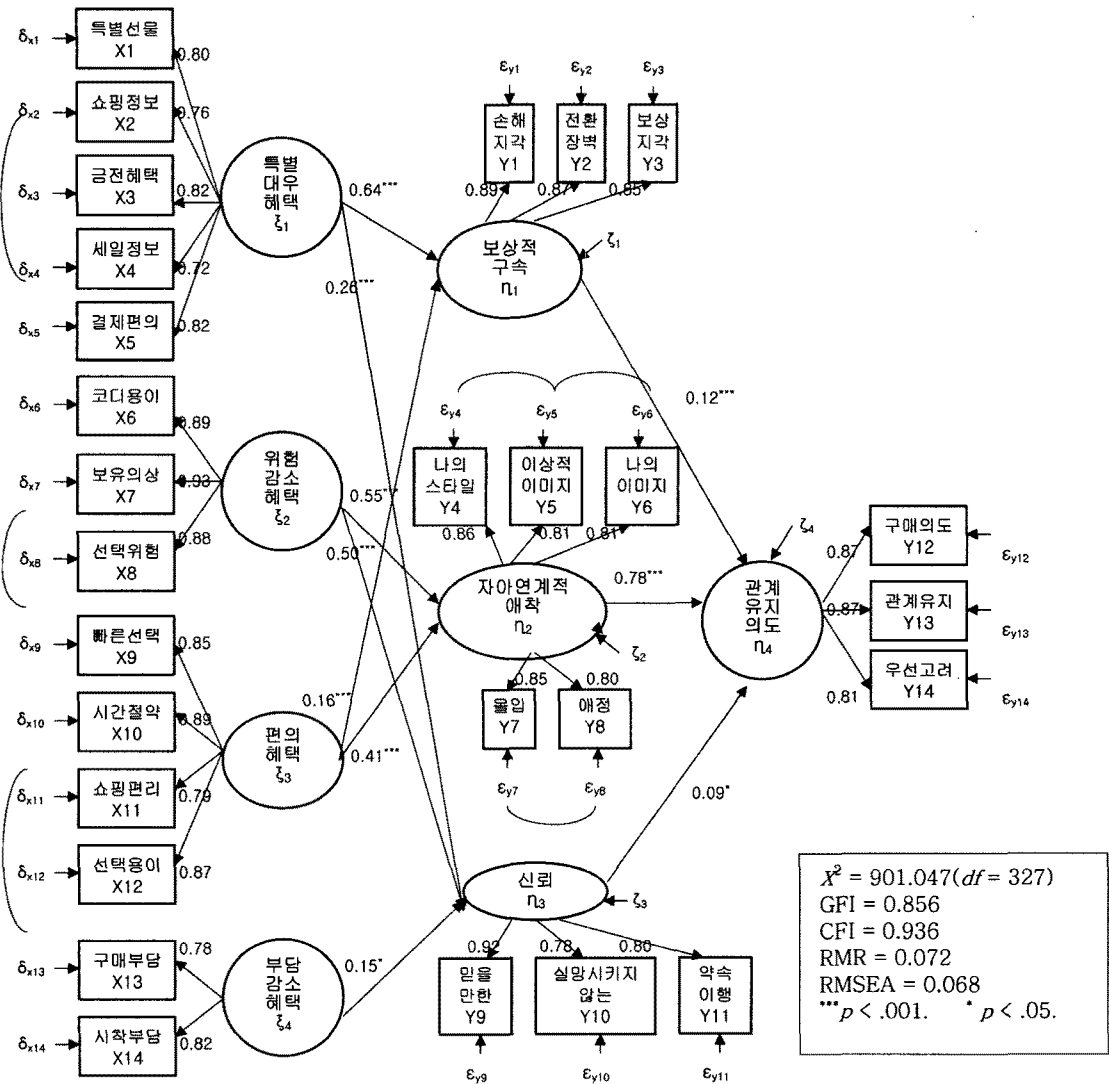 δx1
특별선물
X1
0.80
δx2
쇼핑정보
X2
0.76
δx3
금전혜택
X3
0.82
δx4
세일정보
X4
0.72
δx5
결제편의
X5
0.82
특별
대우
혜택
ξ1
0.64***
0.26***
εy1
εy2
εy3
손해
지각
Y1
전환
장벽
Y2
보상
지각
Y3
0.89
0.87
0.85
보상적
구속
η1
ζ1
0.12***
δx6
코디용이
X6
0.89
δx7
보유의상
X7
0.93
δx8
선택위험
X8
0.88
위험
감소
혜택
ξ2
0.55***
0.50***
εy4
εy5
εy6
나의
스타일
Y4
이상적
이미지
Y5
나의
이미지
Y6
0.86
0.81
0.81
자아연계적
애착
η2
ζ2
0.78***
0.85
0.80
몰입
Y7
애정
Y8
εy7
εy8
관계
유지
의도
η4
ζ4
0.87
구매의도
Y12
εy12
0.87
관계유지
Y13
εy13
0.81
우선고려
Y14
εy14
δx9
빠른선택
X9
0.85
δx10
시간절약
X10
0.89
δx11
쇼핑편리
X11
0.79
δx12
선택용이
X12
0.87
편의
혜택
ξ3
0.16***
0.41***
0.09*
신뢰
η3
ζ3
0.92
0.78
0.80
믿을
만한
Y9
실망시키지
않는
Y10
약속
이행
Y11
εy9
εy10
εy11
δx13
구매부담
X13
0.78
δx14
시착부담
X14
0.82
부담
감소
혜택
ξ4
0.15*
X² = 901.047(df = 327)
GFI = 0.856
CFI = 0.936
RMR = 0.072
RMSEA = 0.068
***p < .001. *p < .05.